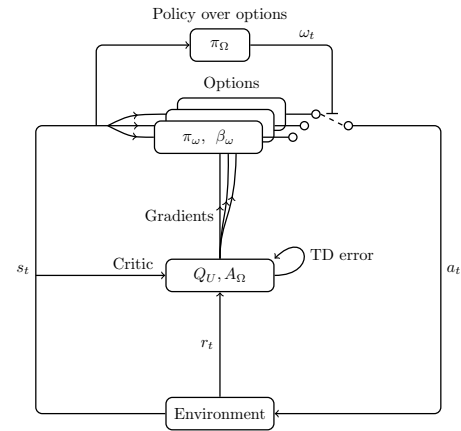 Policy over options
π_Ω
ω_t
Options
π_ω, β_ω
Gradients
Critic
TD error
s_t
Q_U, A_Ω
a_t
r_t
Environment